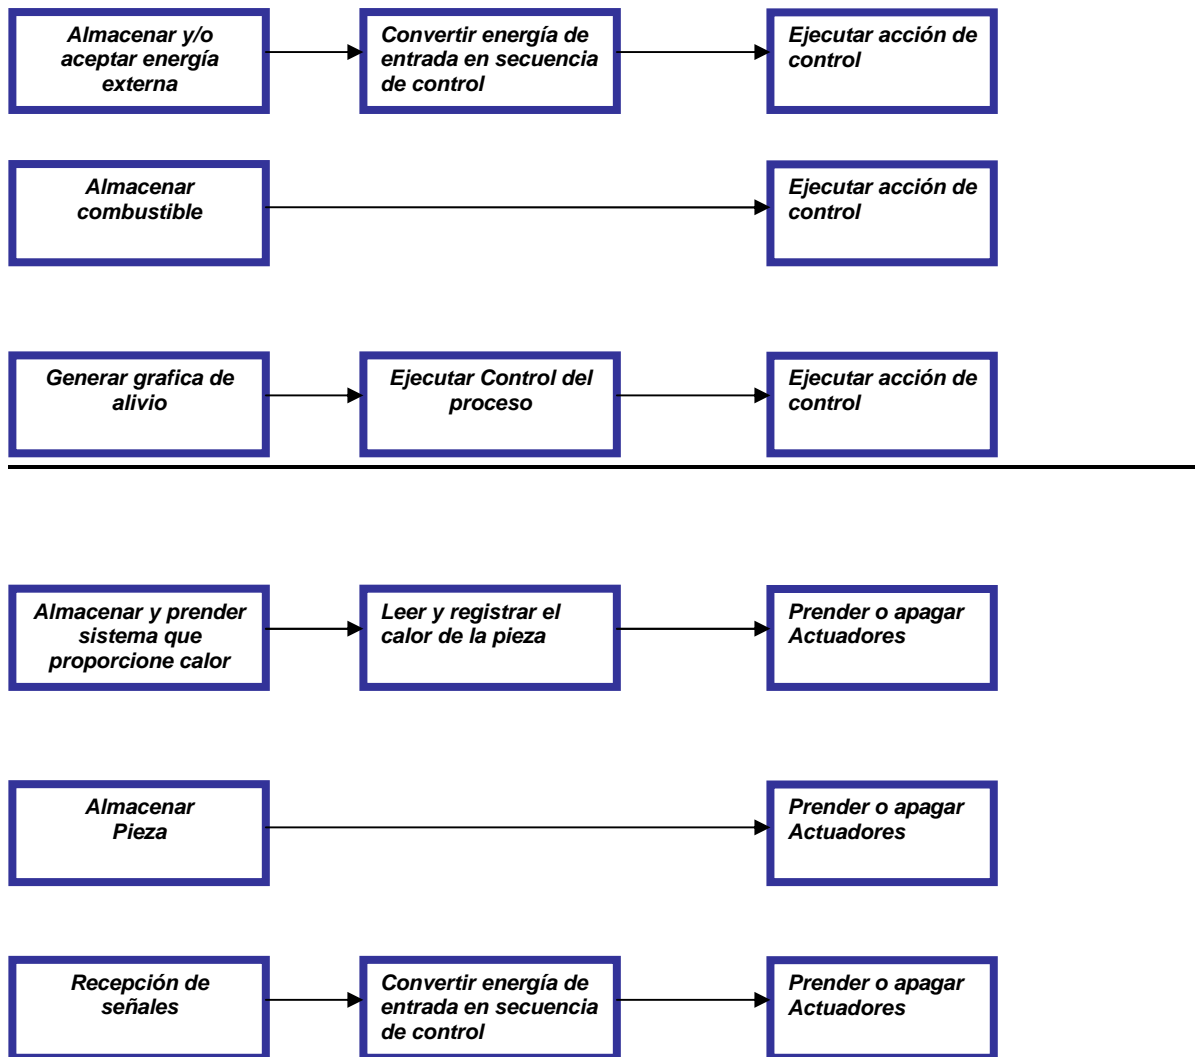 Almacenar y/o
aceptar energía
externa
Convertir energía de
entrada en secuencia
de control
Ejecutar acción de
control
Almacenar
combustible
Ejecutar acción de
control
Generar grafica de
alivio
Ejecutar Control del
proceso
Ejecutar acción de
control
Almacenar y prender
sistema que
proporcione calor
Leer y registrar el
calor de la pieza
Prender o apagar
Actuadores
Almacenar
Pieza
Prender o apagar
Actuadores
Recepción de
señales
Convertir energía de
entrada en secuencia
de control
Prender o apagar
Actuadores